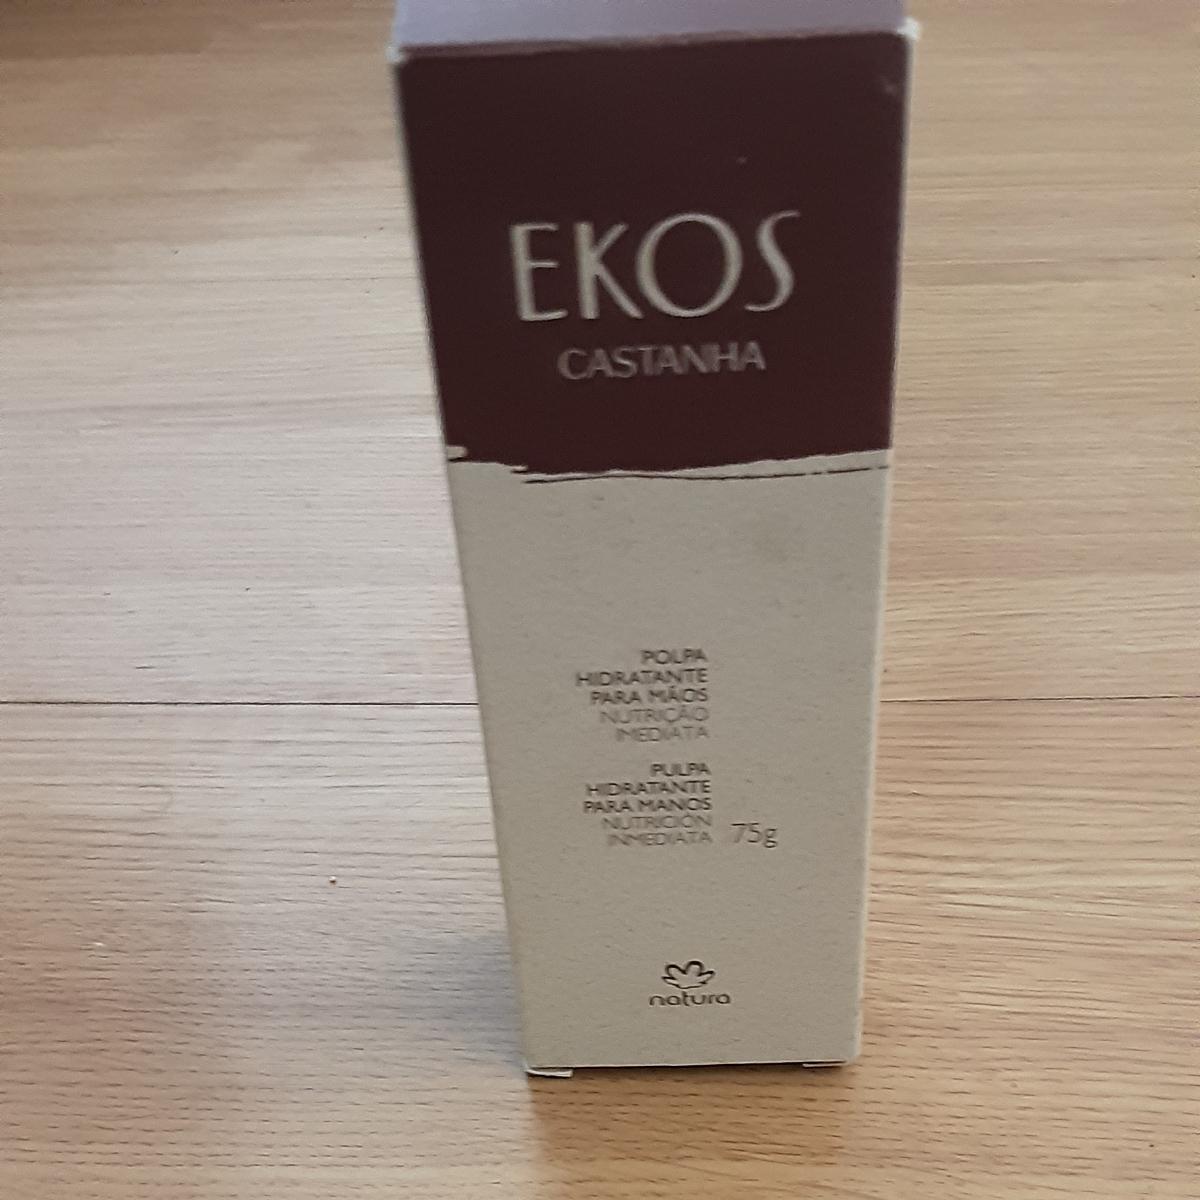 EKOS
CASTANHA
POLPA
HIDRATANTE
PARA MÃOS
NUTRIÇÃO
IMEDIATA
PULPA
HIDRATANTE
PARA MANOS
NUTRICIÓN
INMEDIATA 75g
natura